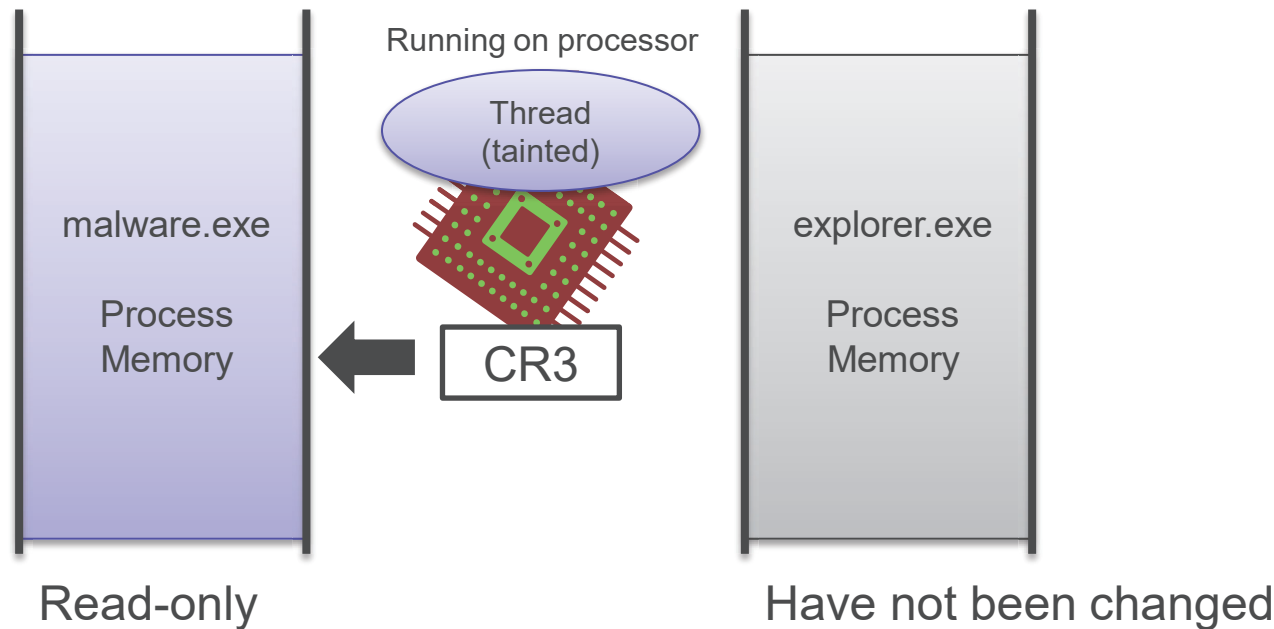 Running on processor
Thread
(tainted)
malware.exe
Process
Memory
CR3
explorer.exe
Process
Memory
Read-only
Have not been changed